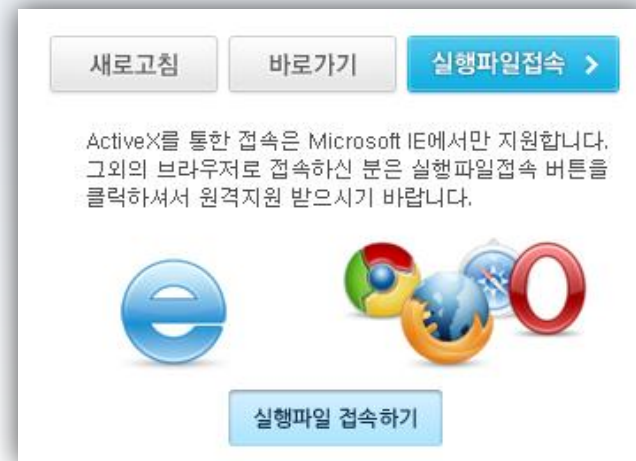 새로고침 바로가기 실행파일접속 >
ActiveX를 통한 접속은 Microsoft IE에서만 지원합니다.
그외의 브라우저로 접속하신 분은 실행파일접속 버튼을
클릭하셔서 원격지원 받으시기 바랍니다.
실행파일 접속하기